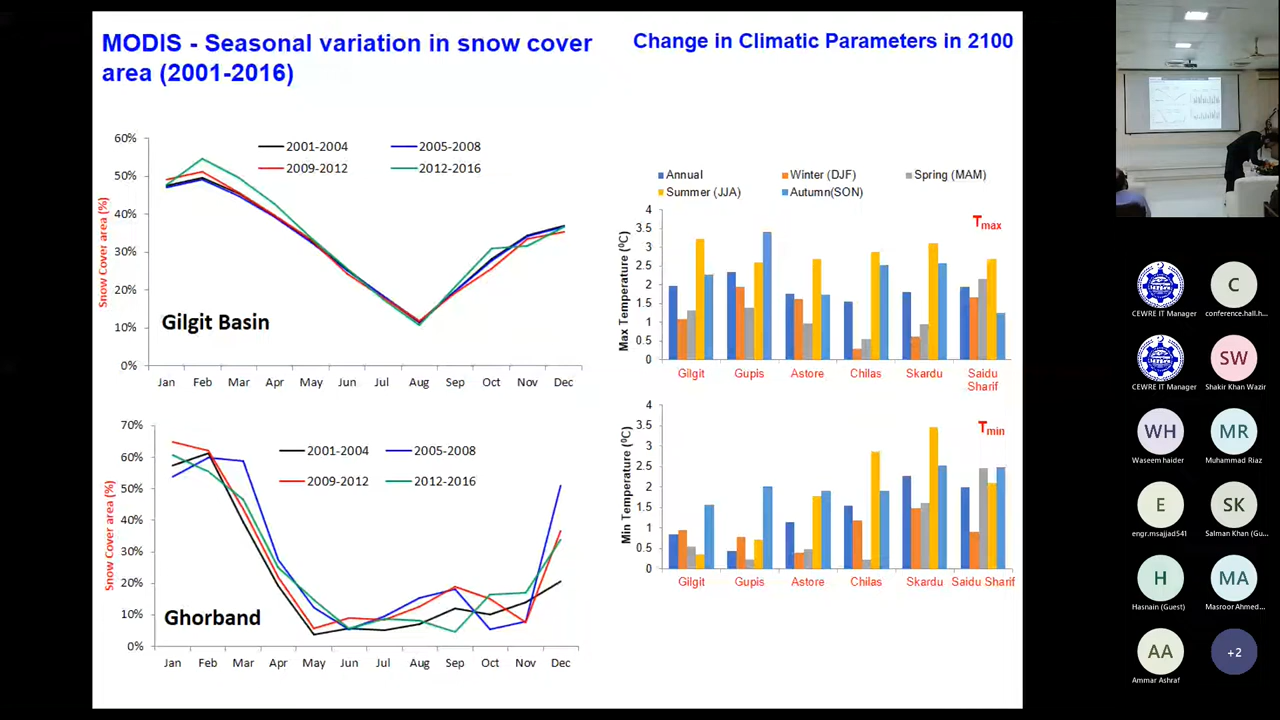 MODIS - Seasonal variation in snow cover
area (2001-2016)
Change in Climatic Parameters in 2100
60%
50%
40%
30%
20%
10%
0%
Snow Cover area (%)
2001-2004
2005-2008
2009-2012
2012-2016
Gilgit Basin
Jan Feb Mar Apr May Jun Jul Aug Sep Oct Nov Dec
70%
60%
50%
40%
30%
20%
10%
0%
Snow Cover area (%)
2001-2004
2005-2008
2009-2012
2012-2016
Ghorband
Jan Feb Mar Apr May Jun Jul Aug Sep Oct Nov Dec
Annual Winter (DJF) Spring (MAM)
Summer (JJA) Autumn(SON)
4
3.5
3
2.5
2
1.5
1
0.5
0
Max Temperature (⁰C)
Tmax
Gilgit Gupis Astore Chilas Skardu Saidu
Sharif
4
3.5
3
2.5
2
1.5
1
0.5
0
Min Temperature (⁰C)
Tmin
Gilgit Gupis Astore Chilas Skardu Saidu Sharif
C
CEWRE IT Manager
conference.hall.h...
SW
CEWRE IT Manager
Shakir Khan Wazir
WH
MR
Waseem haider
Muhammad Riaz
E
SK
engr.msajjad541
Salman Khan (Gu...
H
MA
Hasnain (Guest)
Masroor Ahmed...
AA
+2
Ammar Ashraf